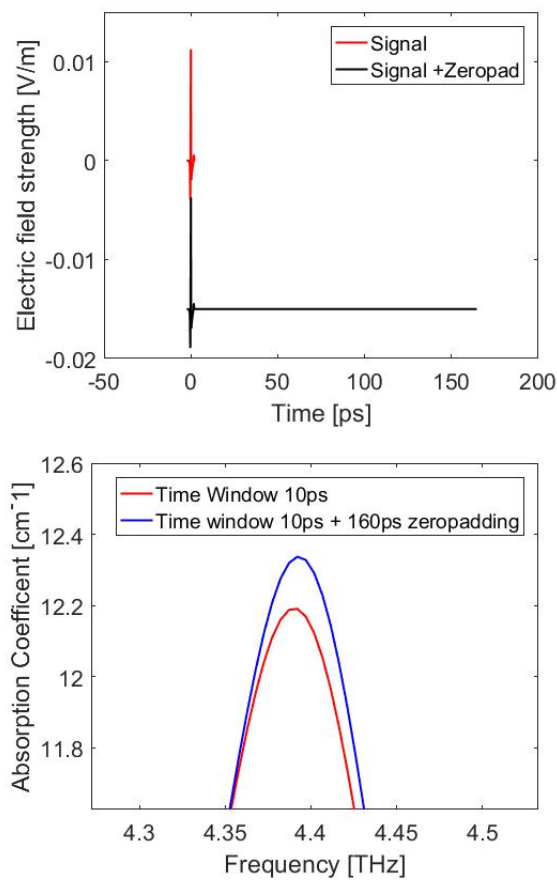 Electric field strength [V/m]
0.01
0
-0.01
-0.02
Signal
Signal +Zeropad
-50
0
50
100
150
200
Time [ps]
Absorption Coefficent [cm-1]
12.6
12.4
12.2
12
11.8
Time Window 10ps
Time window 10ps + 160ps zeropadding
4.3
4.35
4.4
4.45
4.5
Frequency [THz]